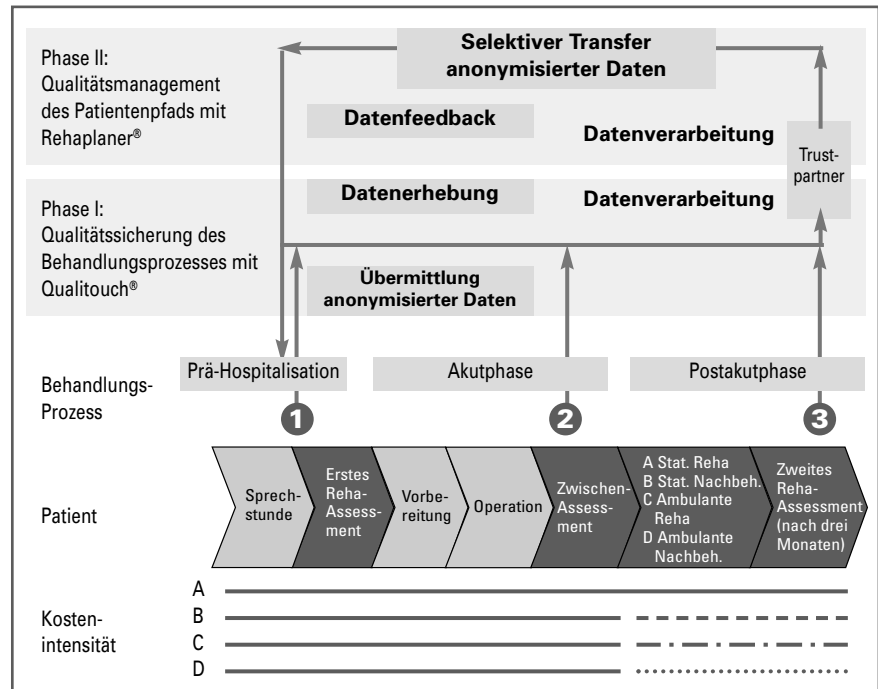 Phase II:
Qualitätsmanagement
des Patientenpfads mit
Rehaplaner®
Selektiver Transfer
anonymisierter Daten
Datenfeedback
Datenverarbeitung
Trust-
partner
Phase I:
Qualitätssicherung des
Behandlungsprozesses mit
Qualitouch®
Datenerhebung
Datenverarbeitung
Übermittlung
anonymisierter Daten
Behandlungs-
Prozess
Prä-Hospitalisation
Akutphase
Postakutphase
1
2
3
Patient
Sprech-
stunde
Erstes
Reha-
Assess-
ment
Vorbe-
reitung
Operation
Zwischen-
Assess-
ment
A Stat. Reha
B Stat. Nachbeh.
C Ambulante
Reha
D Ambulante
Nachbeh.
Zweites
Reha-
Assessment
(nach drei
Monaten)
Kosten-
intensität
A
B
C
D